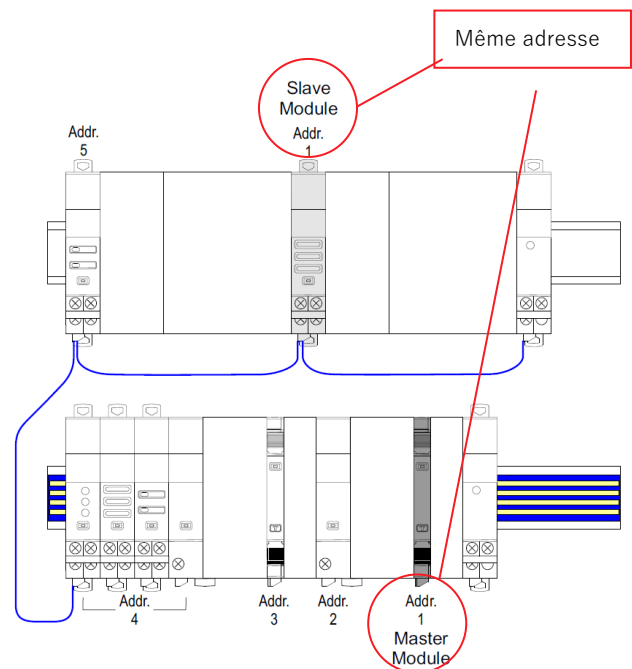 Même adresse
Slave
Module
Addr.
5
Addr.
1
Addr.
4
Addr.
3
Addr.
2
Addr.
1
Master
Module